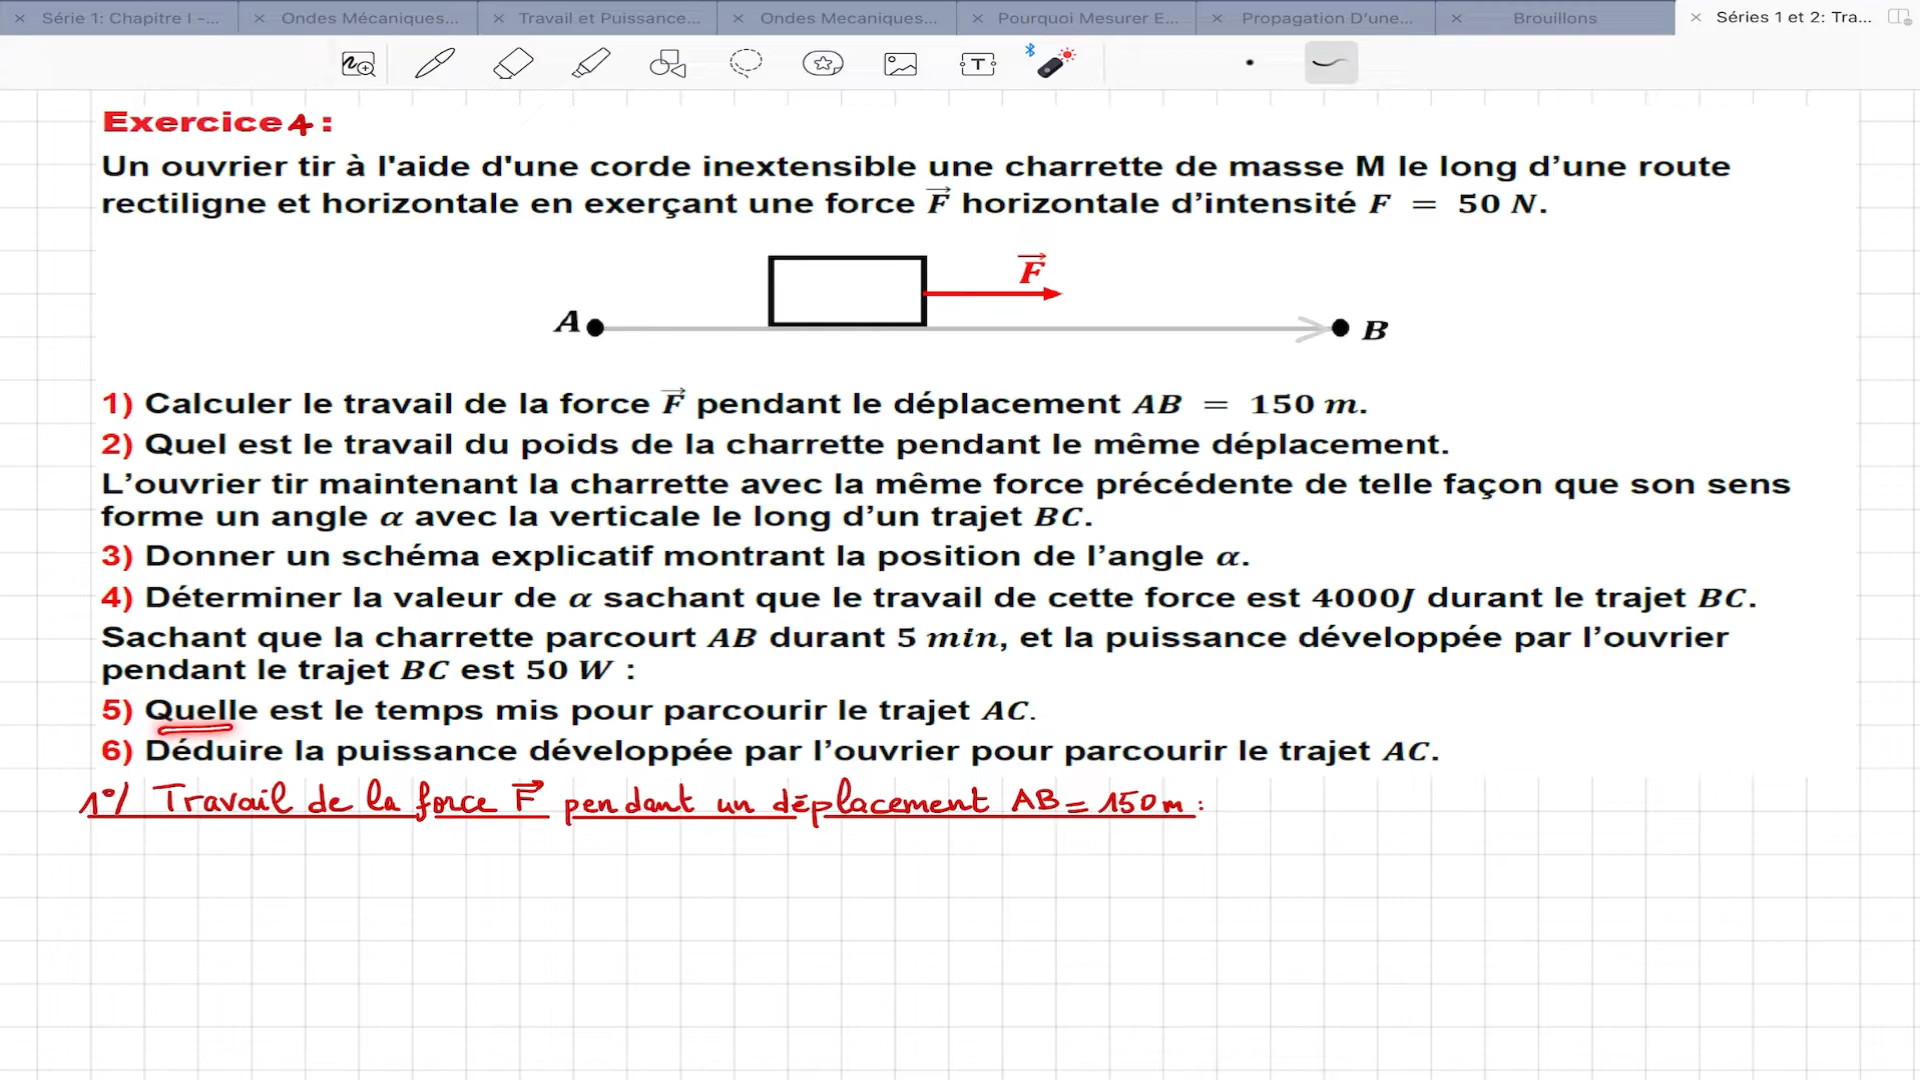 Série 1: Chapitre I -...
Ondes Mécaniques...
Travail et Puissance...
Ondes Mecaniques...
Pourquoi Mesurer E...
Propagation D'une...
Brouillons
Séries 1 et 2: Tra...
Exercice 4 :
Un ouvrier tir à l'aide d'une corde inextensible une charrette de masse M le long d'une route
rectiligne et horizontale en exerçant une force F⃗ horizontale d'intensité F = 50 N.
F⃗
A
B
1) Calculer le travail de la force F⃗ pendant le déplacement AB = 150 m.
2) Quel est le travail du poids de la charrette pendant le même déplacement.
L'ouvrier tir maintenant la charrette avec la même force précédente de telle façon que son sens
forme un angle α avec la verticale le long d'un trajet BC.
3) Donner un schéma explicatif montrant la position de l'angle α.
4) Déterminer la valeur de α sachant que le travail de cette force est 4000J durant le trajet BC.
Sachant que la charrette parcourt AB durant 5 min, et la puissance développée par l'ouvrier
pendant le trajet BC est 50 W :
5) Quelle est le temps mis pour parcourir le trajet AC.
6) Déduire la puissance développée par l'ouvrier pour parcourir le trajet AC.
1°/ Travail de la force F⃗ pendant un déplacement AB = 150 m :